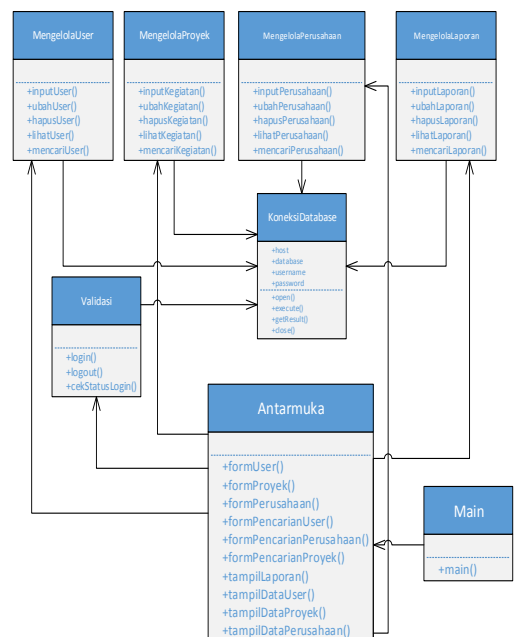 MengelolaUser
+inputUser()
+ubahUser()
+hapusUser()
+lihatUser()
+mencariUser()
MengelolaProyek
+inputKegiatan()
+ubahKegiatan()
+hapusKegiatan()
+lihatKegiatan()
+mencariKegiatan()
MengelolaPerusahaan
+inputPerusahaan()
+ubahPerusahaan()
+hapusPerusahaan()
+lihatPerusahaan()
+mencariPerusahaan()
MengelolaLaporan
+inputLaporan()
+ubahLaporan()
+hapusLaporan()
+lihatLaporan()
+mencariLaporan()
KoneksiDatabase
+host
+database
+username
+password
+open()
+execute()
+getResult()
+close()
Validasi
+login()
+logout()
+cekStatusLogin()
Antarmuka
+formUser()
+formProyek()
+formPerusahaan()
+formPencarianUser()
+formPencarianPerusahaan()
+formPencarianProyek()
+tampilLaporan()
+tampilDataUser()
+tampilDataProyek()
+tampilDataPerusahaan()
Main
+main()